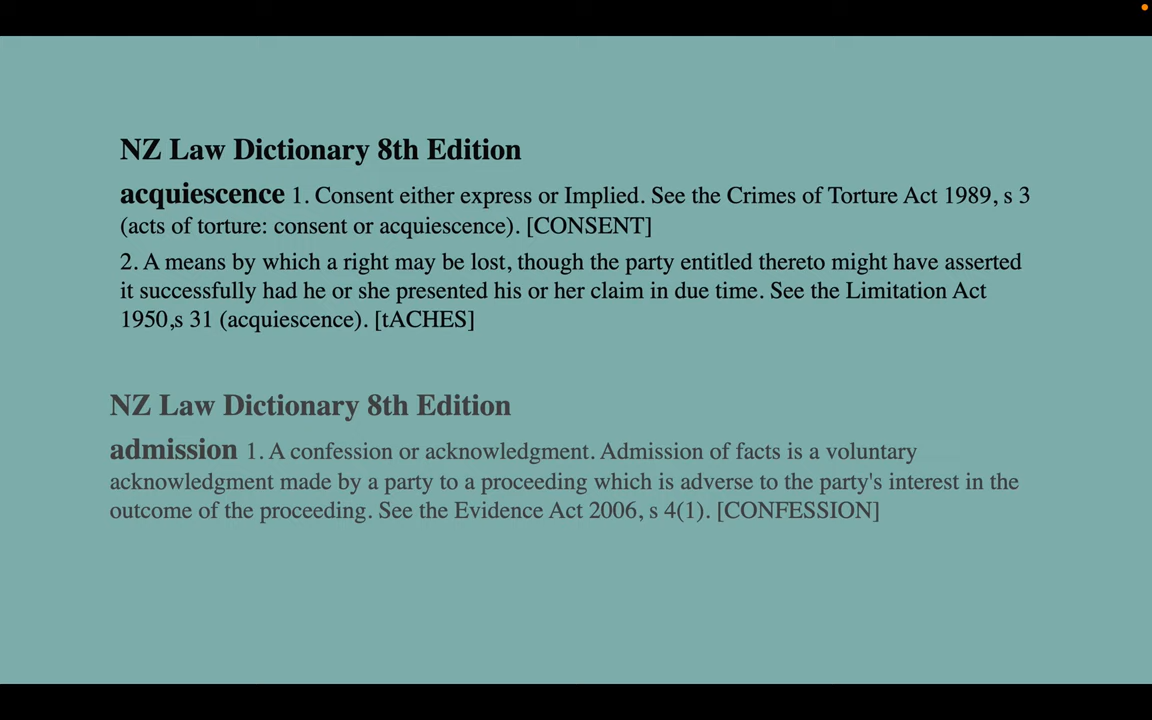 NZ Law Dictionary 8th Edition
acquiescence 1. Consent either express or Implied. See the Crimes of Torture Act 1989, s 3
(acts of torture: consent or acquiescence). [CONSENT]
2. A means by which a right may be lost, though the party entitled thereto might have asserted
it successfully had he or she presented his or her claim in due time. See the Limitation Act
1950,s 31 (acquiescence). [tACHES]
NZ Law Dictionary 8th Edition
admission 1. A confession or acknowledgment. Admission of facts is a voluntary
acknowledgment made by a party to a proceeding which is adverse to the party's interest in the
outcome of the proceeding. See the Evidence Act 2006, s 4(1). [CONFESSION]